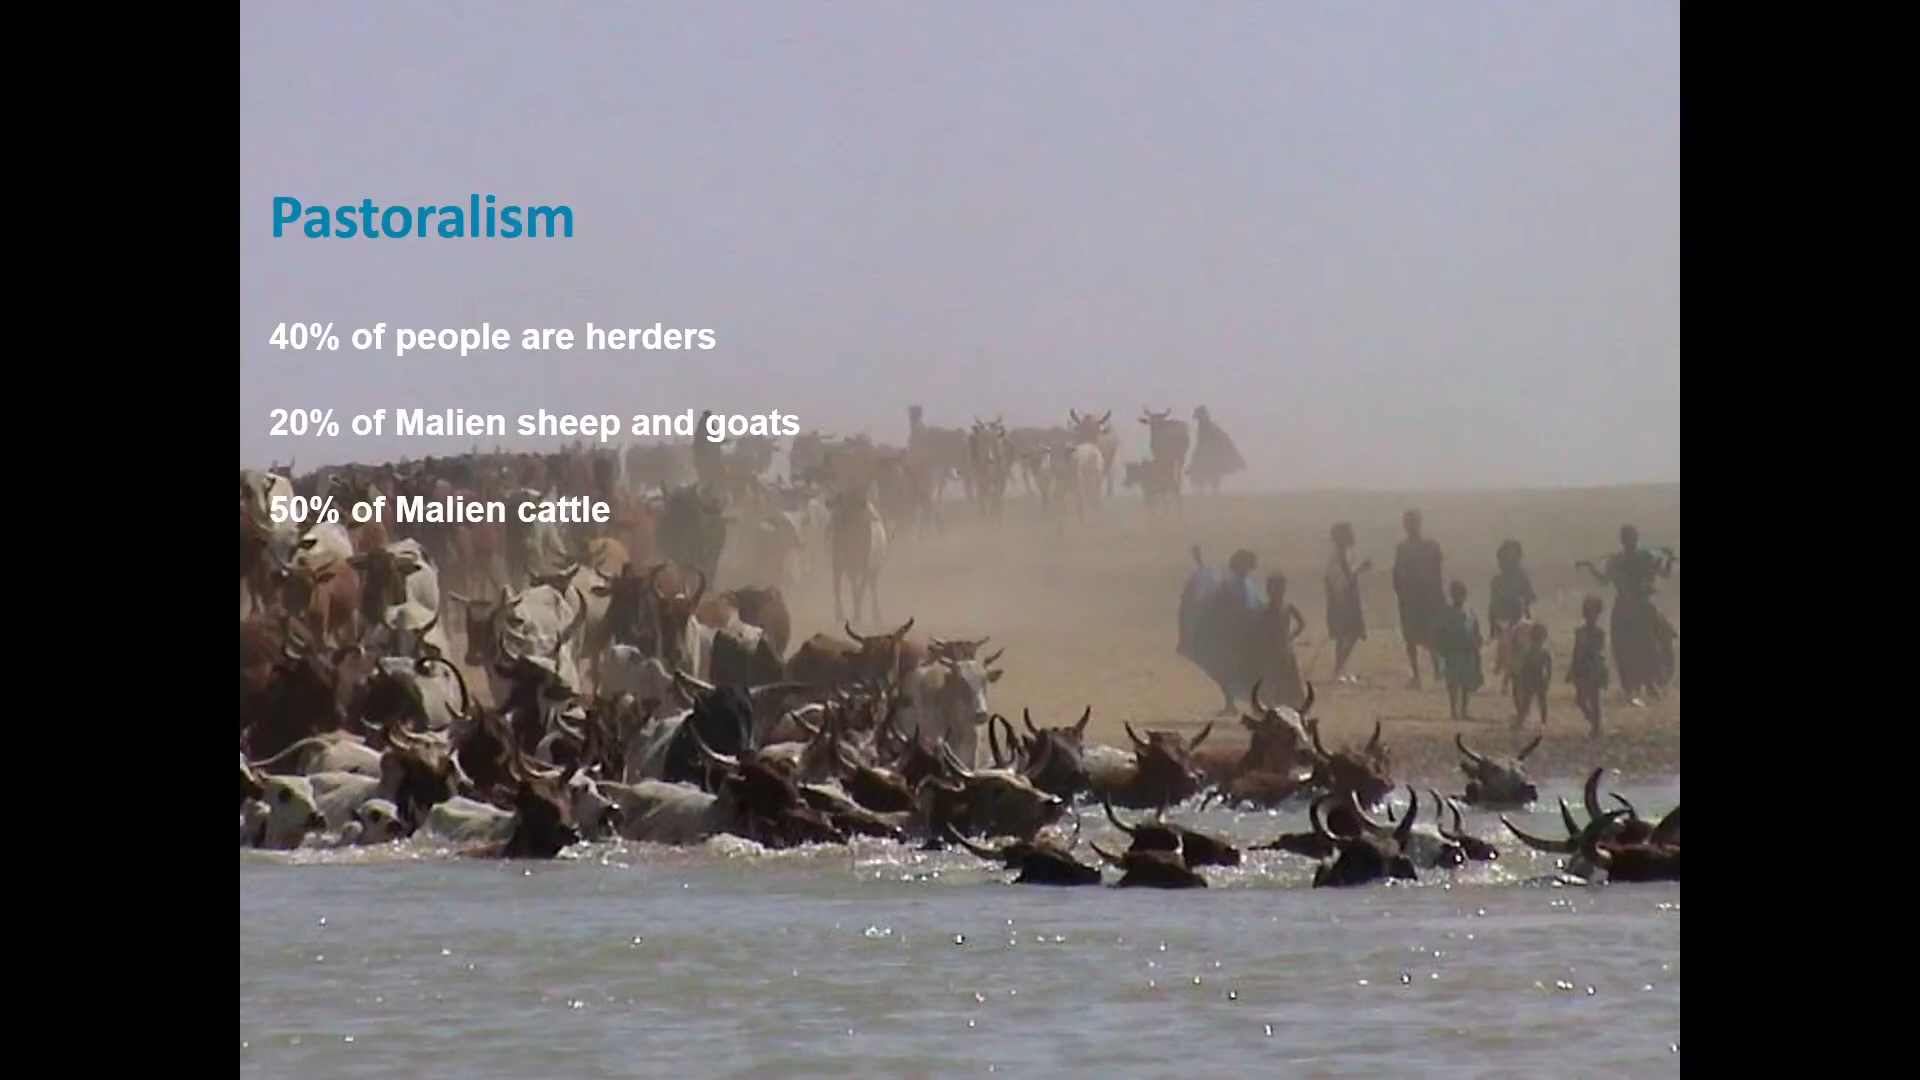 Pastoralism
40% of people are herders
20% of Malien sheep and goats
50% of Malien cattle